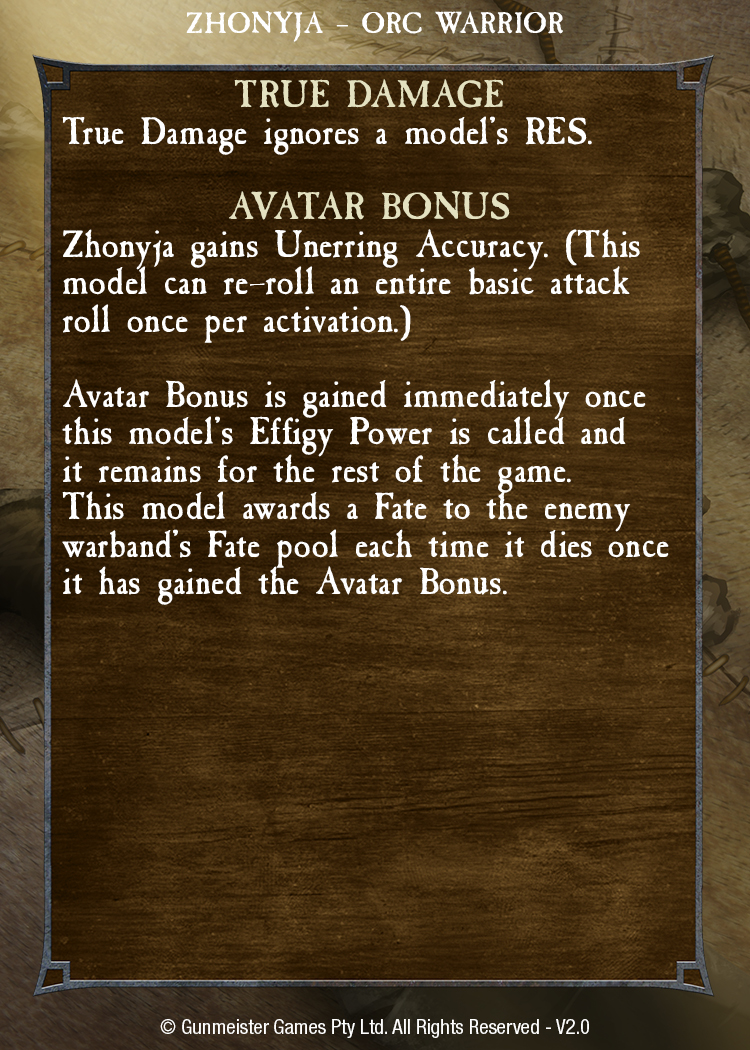 ZHONYJA – ORC WARRIOR
TRUE DAMAGE
True Damage ignores a model's RES.
AVATAR BONUS
Zhonyja gains Unerring Accuracy. (This
model can re-roll an entire basic attack
roll once per activation.)
Avatar Bonus is gained immediately once
this model's Effigy Power is called and
it remains for the rest of the game.
This model awards a Fate to the enemy
warband's Fate pool each time it dies once
it has gained the Avatar Bonus.
© Gunmeister Games Pty Ltd. All Rights Reserved - V2.0